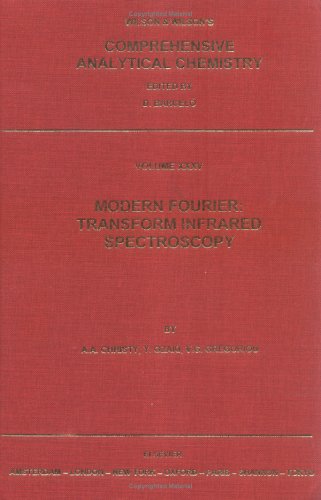 WILSON & WILSON'S
COMPREHENSIVE
ANALYTICAL CHEMISTRY
EDITED BY
D. BARCELÓ
VOLUME XXXV
MODERN FOURIER:
TRANSFORM INFRARED
SPECTROSCOPY
BY
A.A. CHRISTY, Y. OZAKI, V.G. GREGORIOU
ELSEVIER
AMSTERDAM – LONDON – NEW YORK – OXFORD – PARIS – SHANNON – TOKYO